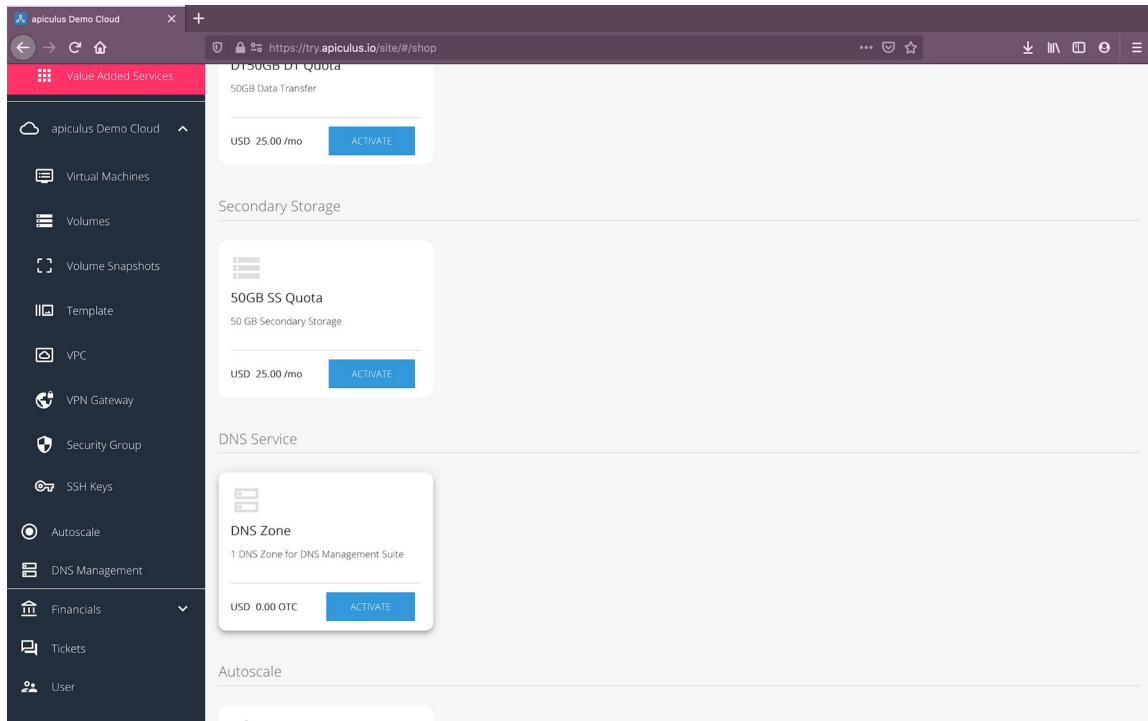 apiculus Demo Cloud
https://try.apiculus.io/site/#/shop
Value Added Services
apiculus Demo Cloud
Virtual Machines
Volumes
Volume Snapshots
Template
VPC
VPN Gateway
Security Group
SSH Keys
Autoscale
DNS Management
Financials
Tickets
User
DT50GB DT Quota
50GB Data Transfer
USD 25.00 /mo ACTIVATE
Secondary Storage
50GB SS Quota
50 GB Secondary Storage
USD 25.00 /mo ACTIVATE
DNS Service
DNS Zone
1 DNS Zone for DNS Management Suite
USD 0.00 OTC ACTIVATE
Autoscale